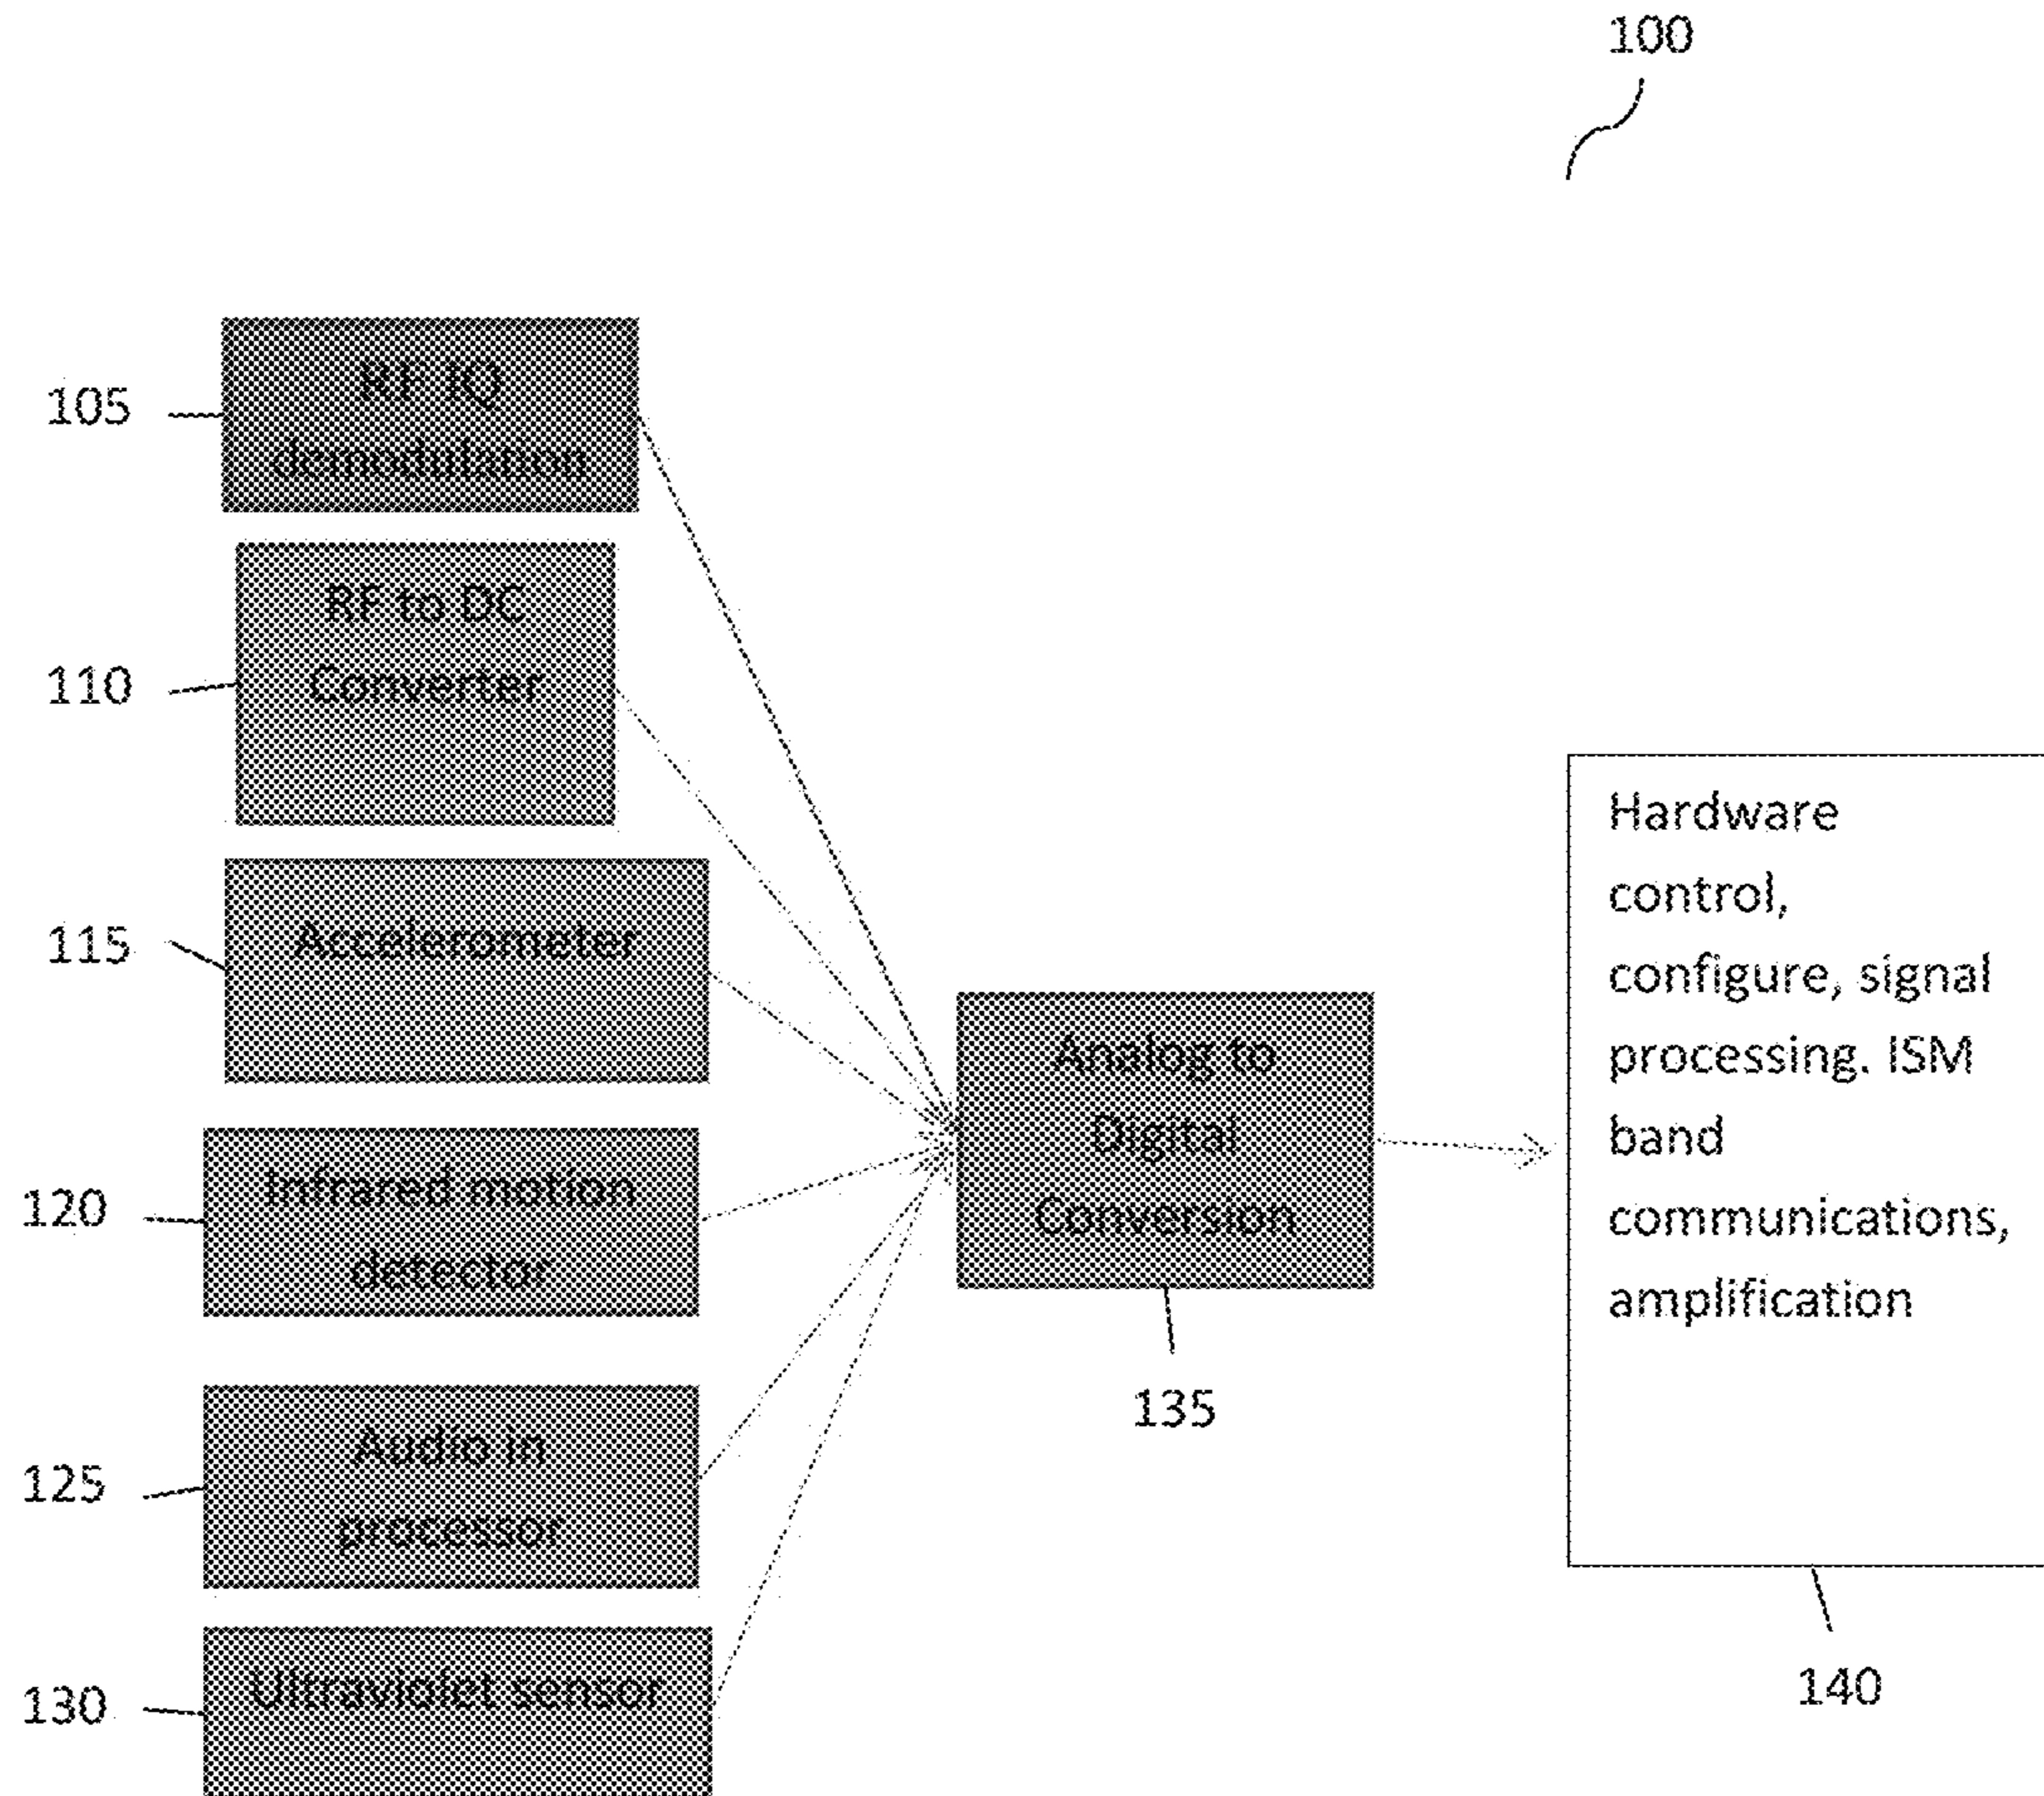 100
105
RF IQ
demodulation
110
RF to DC
Converter
115
Accelerometer
120
Infrared motion
detector
125
Audio in
processor
130
Ultraviolet sensor
Analog to
Digital
Conversion
135
Hardware
control,
configure, signal
processing. ISM
band
communications,
amplification
140